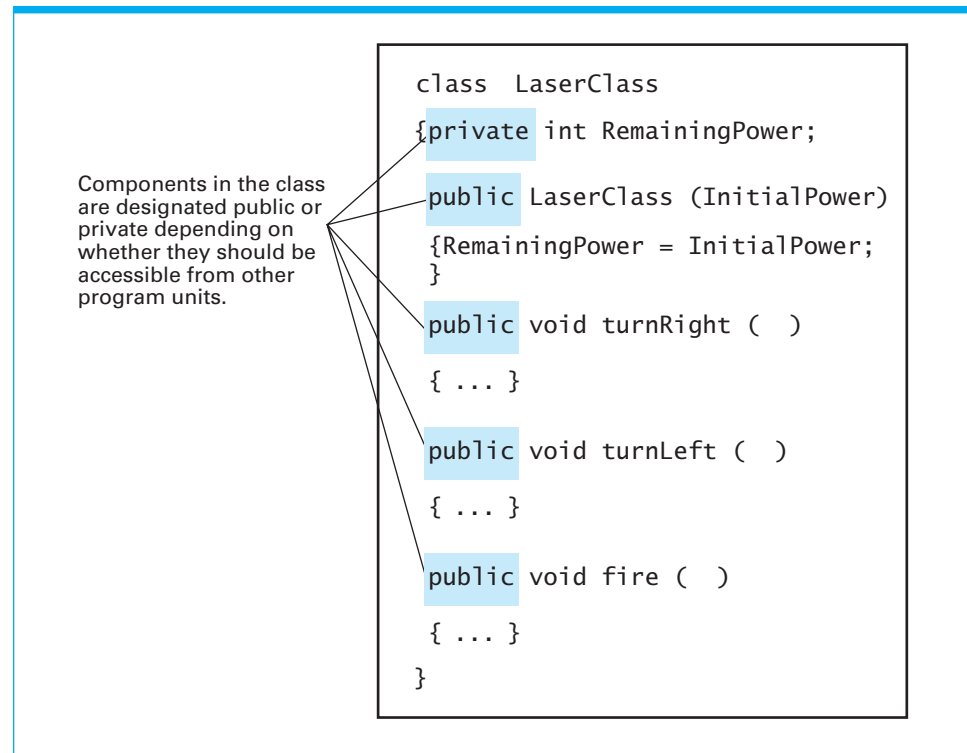 Components in the class
are designated public or
private depending on
whether they should be
accessible from other
program units.
class LaserClass
{private int RemainingPower;
public LaserClass (InitialPower)
{RemainingPower = InitialPower;
}
public void turnRight ( )
{ ... }
public void turnLeft ( )
{ ... }
public void fire ( )
{ ... }
}